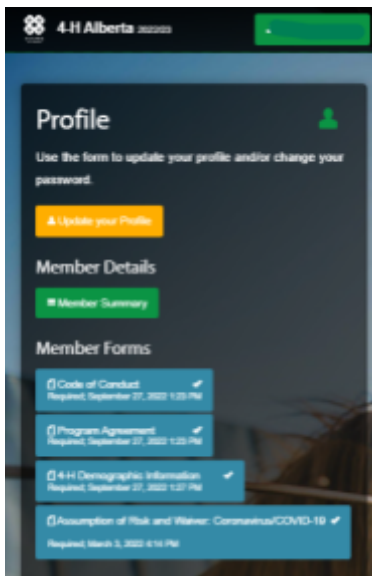 4-H Alberta 2022/23
Profile
Use the form to update your profile and/or change your
password.
Update your Profile
Member Details
Member Summary
Member Forms
Code of Conduct
Required, September 27, 2022 1:23 PM
Program Agreement
Required, September 27, 2022 1:23 PM
4-H Demographic Information
Required, September 27, 2022 1:27 PM
Assumption of Risk and Waiver: Coronavirus/COVID-19
Required, March 3, 2022 4:14 PM